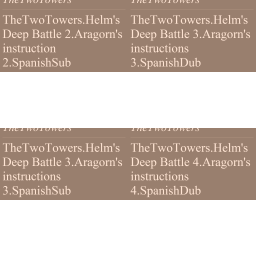 TheTwoTowers
TheTwoTowers
TheTwoTowers.Helm's
Deep Battle 2.Aragorn's
instruction
2.SpanishSub
TheTwoTowers.Helm's
Deep Battle 3.Aragorn's
instructions
3.SpanishDub
TheTwoTowers
TheTwoTowers
TheTwoTowers.Helm's
Deep Battle 3.Aragorn's
instructions
3.SpanishSub
TheTwoTowers.Helm's
Deep Battle 4.Aragorn's
instructions
4.SpanishDub